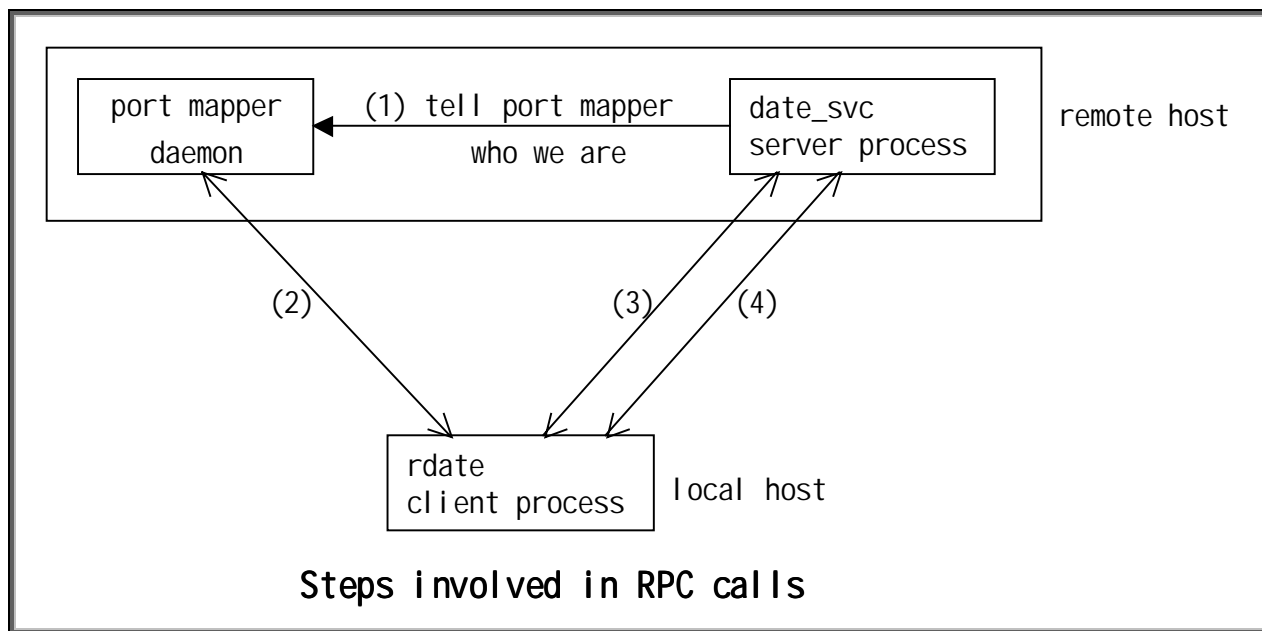 port mapper
daemon
(1) tell port mapper
who we are
date_svc
server process
remote host
(2)
(3)
(4)
rdate
client process
local host
Steps involved in RPC calls